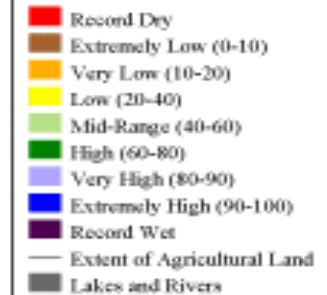 Record Dry
Extremely Low (0-10)
Very Low (10-20)
Low (20-40)
Mid-Range (40-60)
High (60-80)
Very High (80-90)
Extremely High (90-100)
Record Wet
Extent of Agricultural Land
Lakes and Rivers